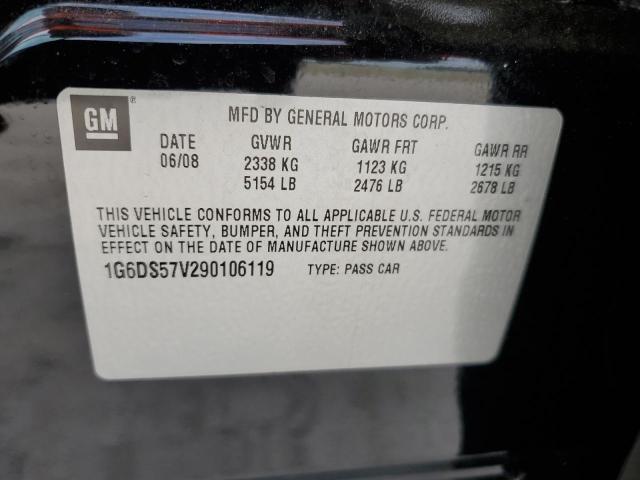 GM
MFD BY GENERAL MOTORS CORP.
DATE GVWR GAWR FRT GAWR RR
06/08 2338 KG 1123 KG 1215 KG
5154 LB 2476 LB 2678 LB
THIS VEHICLE CONFORMS TO ALL APPLICABLE U.S. FEDERAL MOTOR
VEHICLE SAFETY, BUMPER, AND THEFT PREVENTION STANDARDS IN
EFFECT ON THE DATE OF MANUFACTURE SHOWN ABOVE.
1G6DS57V290106119 TYPE: PASS CAR